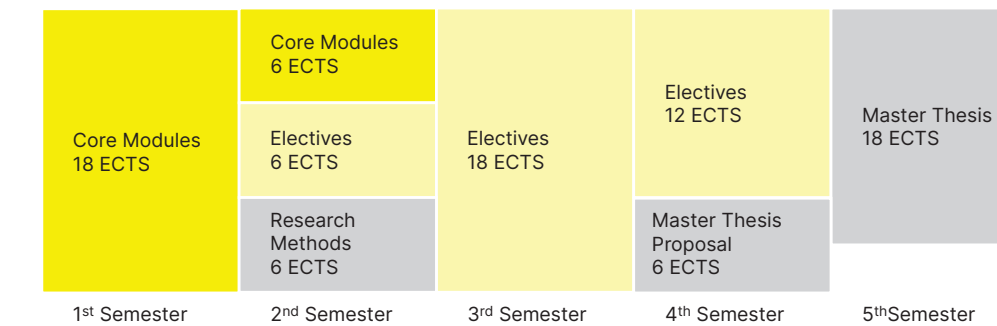 Core Modules
18 ECTS
Core Modules
6 ECTS
Electives
6 ECTS
Research
Methods
6 ECTS
Electives
18 ECTS
Electives
12 ECTS
Master Thesis
Proposal
6 ECTS
Master Thesis
18 ECTS
1st Semester
2nd Semester
3rd Semester
4th Semester
5thSemester